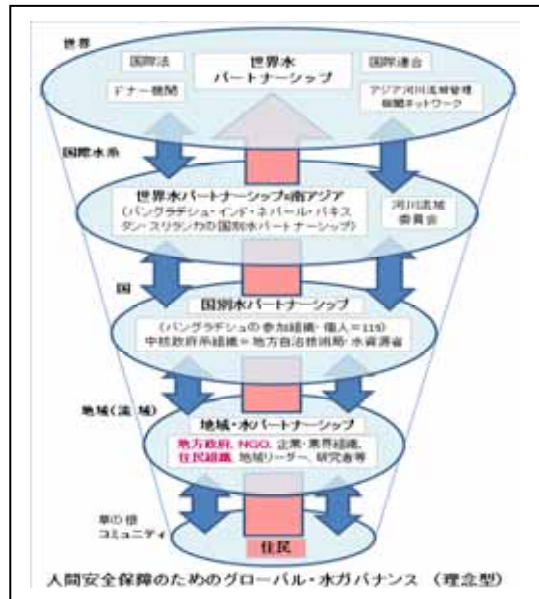 世界
国際法
世界水
パートナーシップ
国際連合
ドナー機関
アジア河川流域管理
機関ネットワーク
国際水系
世界水パートナーシップ=南アジア
(バングラデシュ・インド・ネパール・パキス
タン・スリランカの国別水パートナーシップ)
河川流域
委員会
国
国別水パートナーシップ
(バングラデシュの参加組織・個人=113)
中核政府系組織=地方自治技術局・水資源省
地域(流域)
地域・水パートナーシップ
地方政府、NGO、企業・業界組織、
住民組織、地域リーダー、研究者等
草の根
コミュニティ
住民
人間安全保障のためのグローバル・水ガバナンス (理念型)